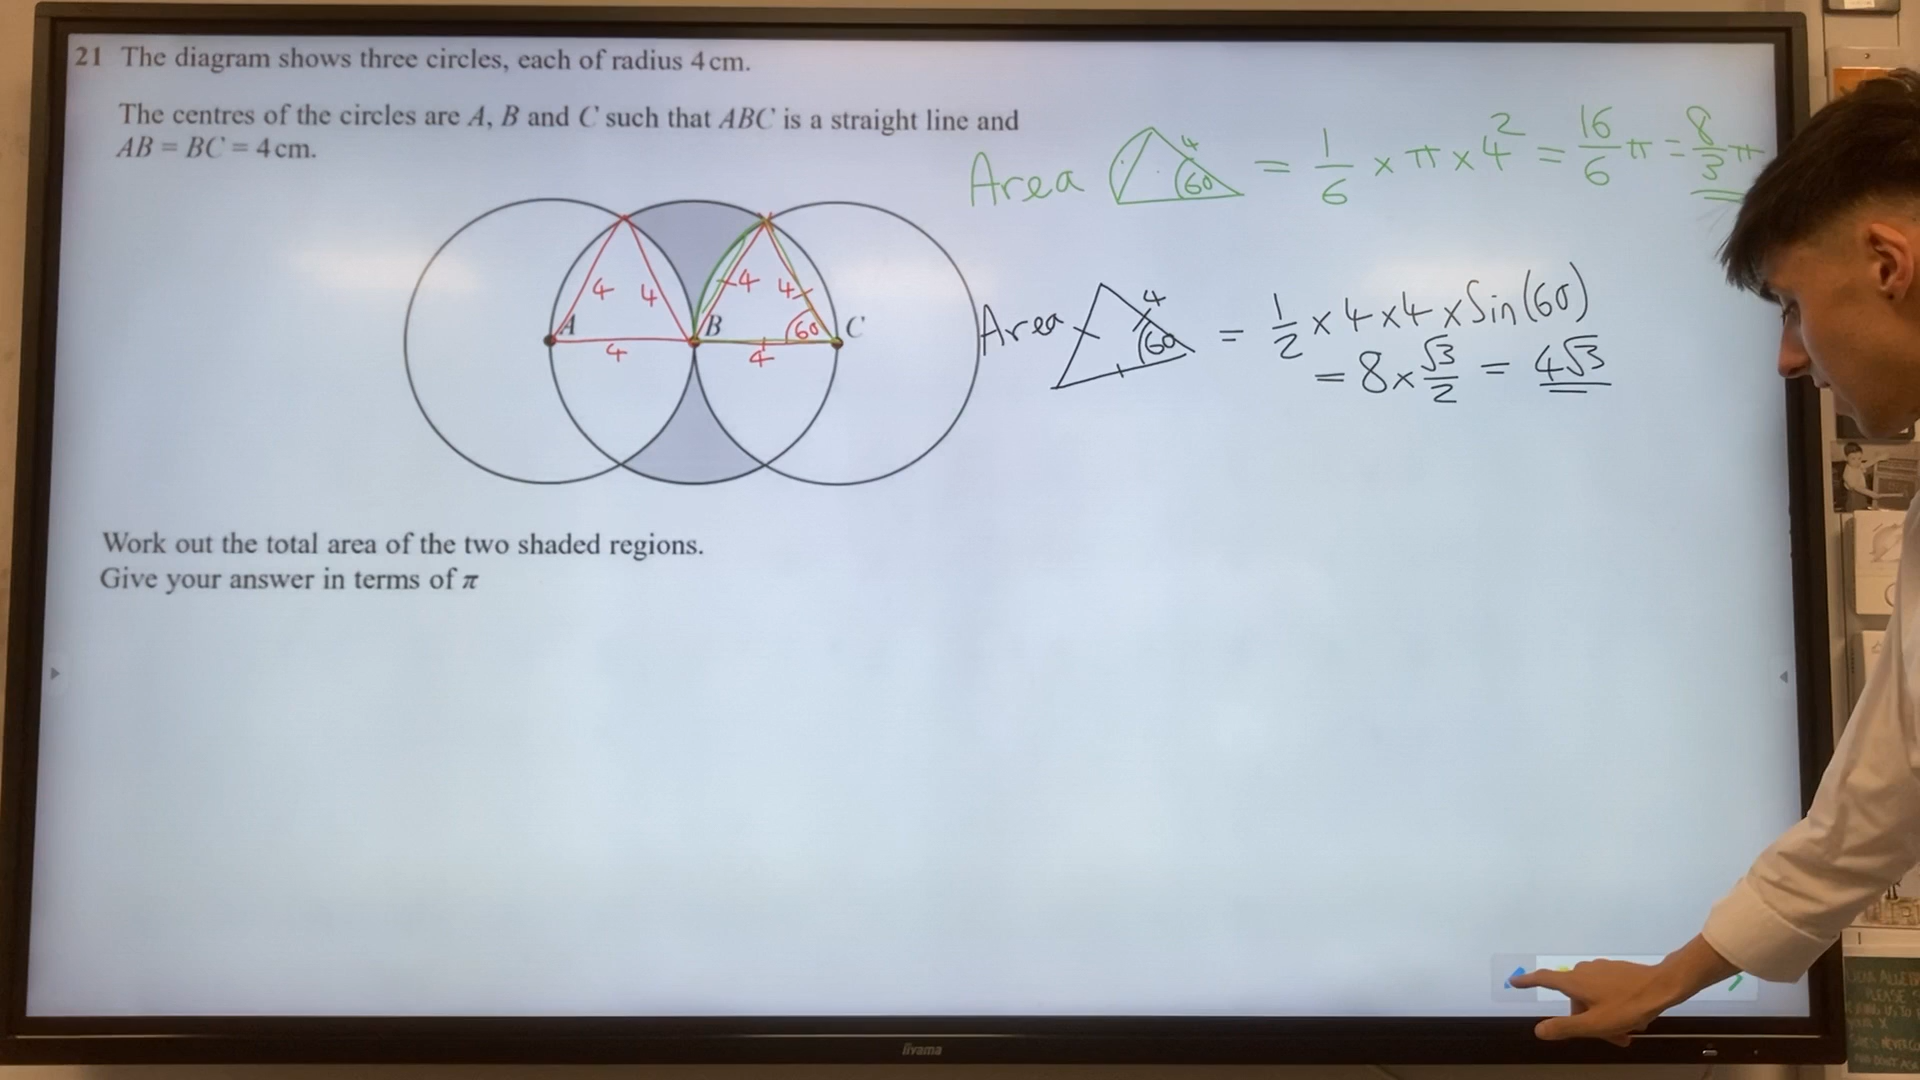 21 The diagram shows three circles, each of radius 4 cm.
The centres of the circles are A, B and C such that ABC is a straight line and
AB = BC = 4 cm.
Area 4 60 = 1/6 × π × 4² = 16/6 π = 8/3 π
4 4 4 4 60
A B C
4 4
Area 4 60 = 1/2 × 4 × 4 × Sin(60)
= 8 × √3/2 = 4√3
Work out the total area of the two shaded regions.
Give your answer in terms of π
iiyama
PLEASE